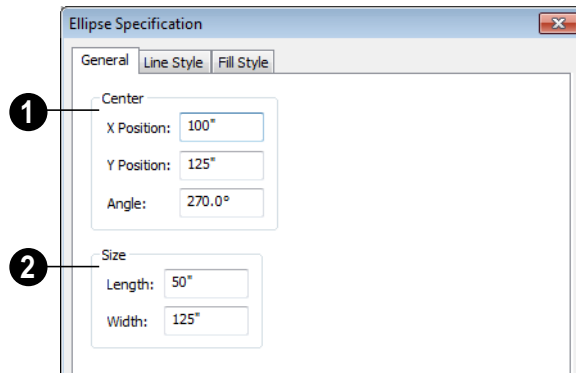 Ellipse Specification
General Line Style Fill Style
1
Center
X Position: 100"
Y Position: 125"
Angle: 270.0°
2
Size
Length: 50"
Width: 125"